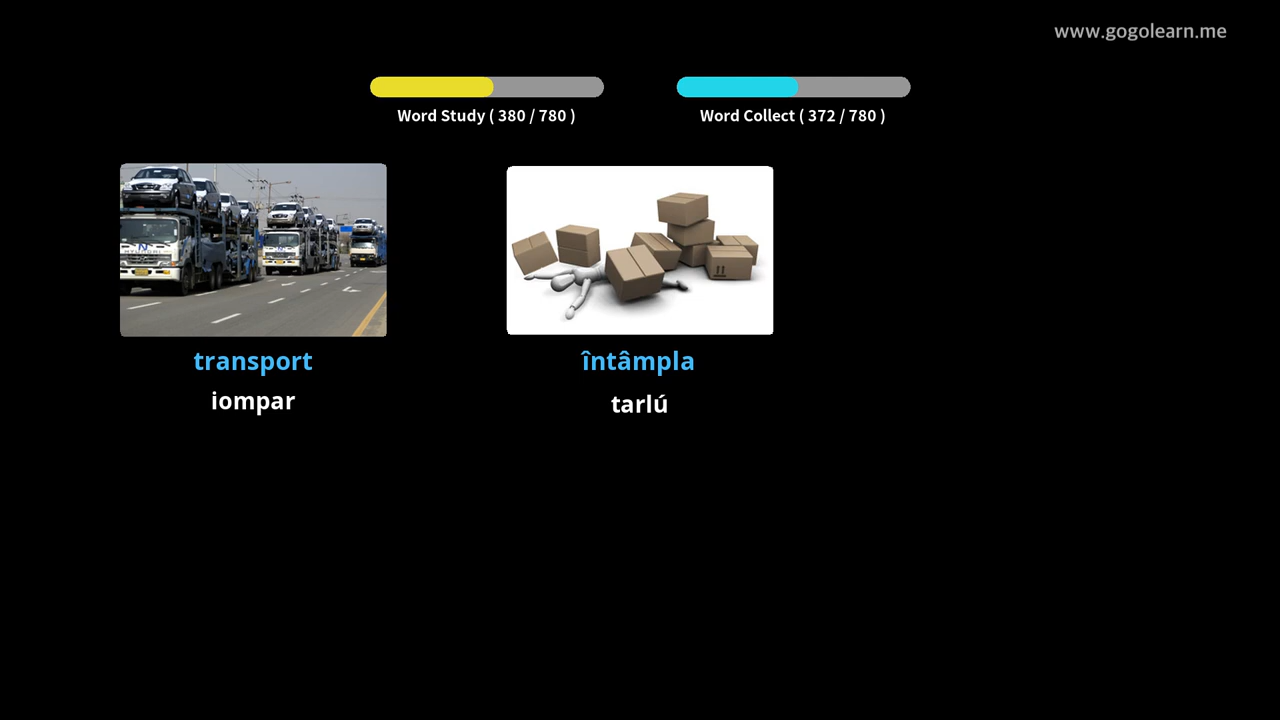 www.gogolearn.me
Word Study ( 380 / 780 )
Word Collect ( 372 / 780 )
transport
iompar
întâmpla
tarlú